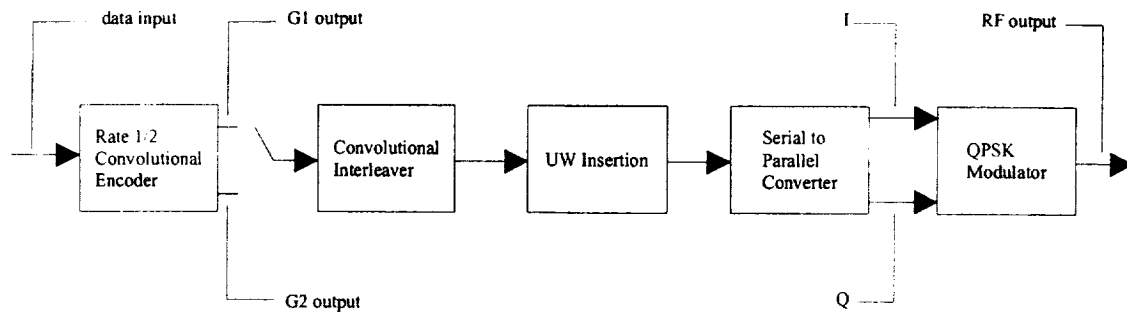 data input
G1 output
I
RF output
Rate 1/2
Convolutional
Encoder
Convolutional
Interleaver
UW Insertion
Serial to
Parallel
Converter
QPSK
Modulator
G2 output
Q